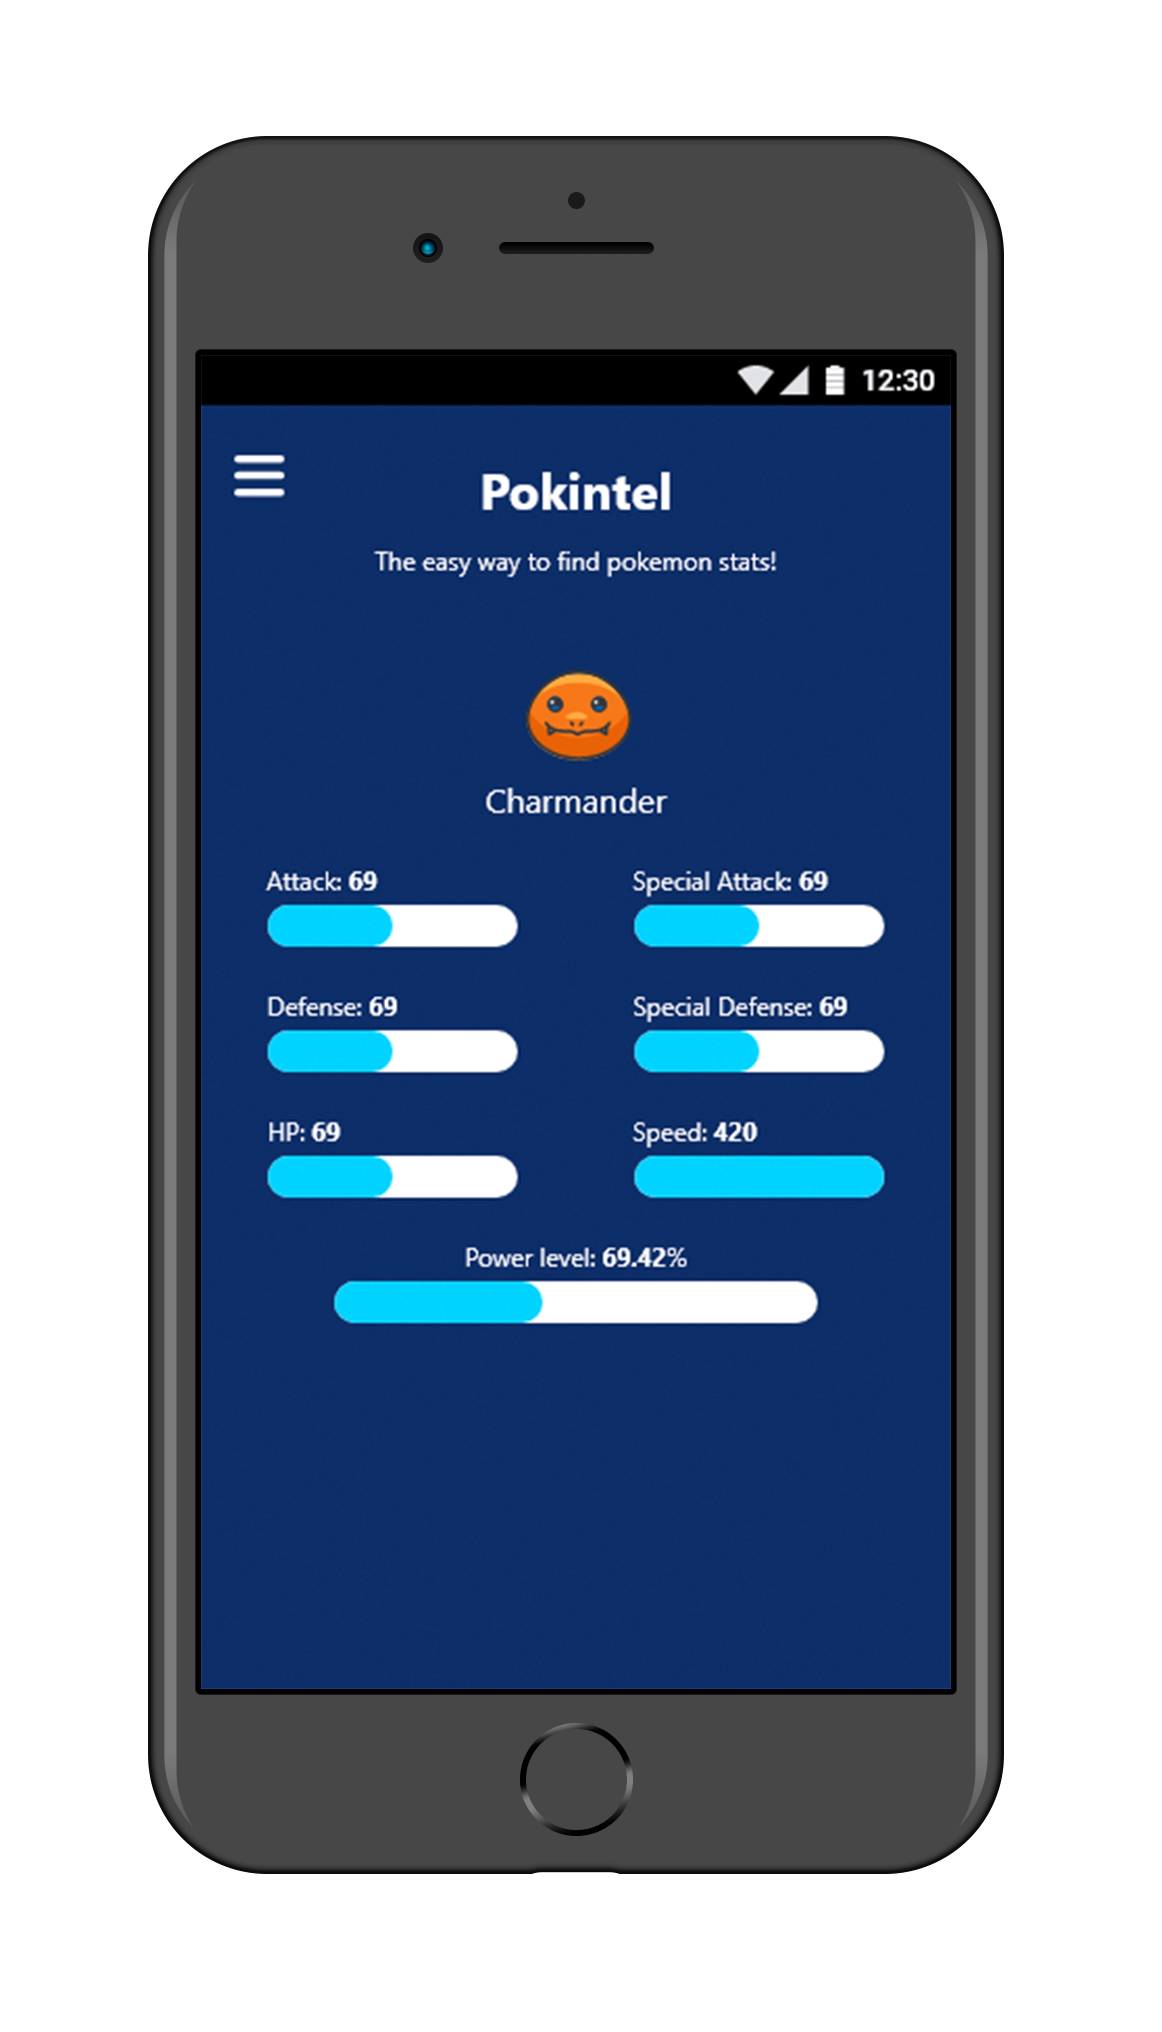 12:30
Pokintel
The easy way to find pokemon stats!
Charmander
Attack: 69
Special Attack: 69
Defense: 69
Special Defense: 69
HP: 69
Speed: 420
Power level: 69.42%